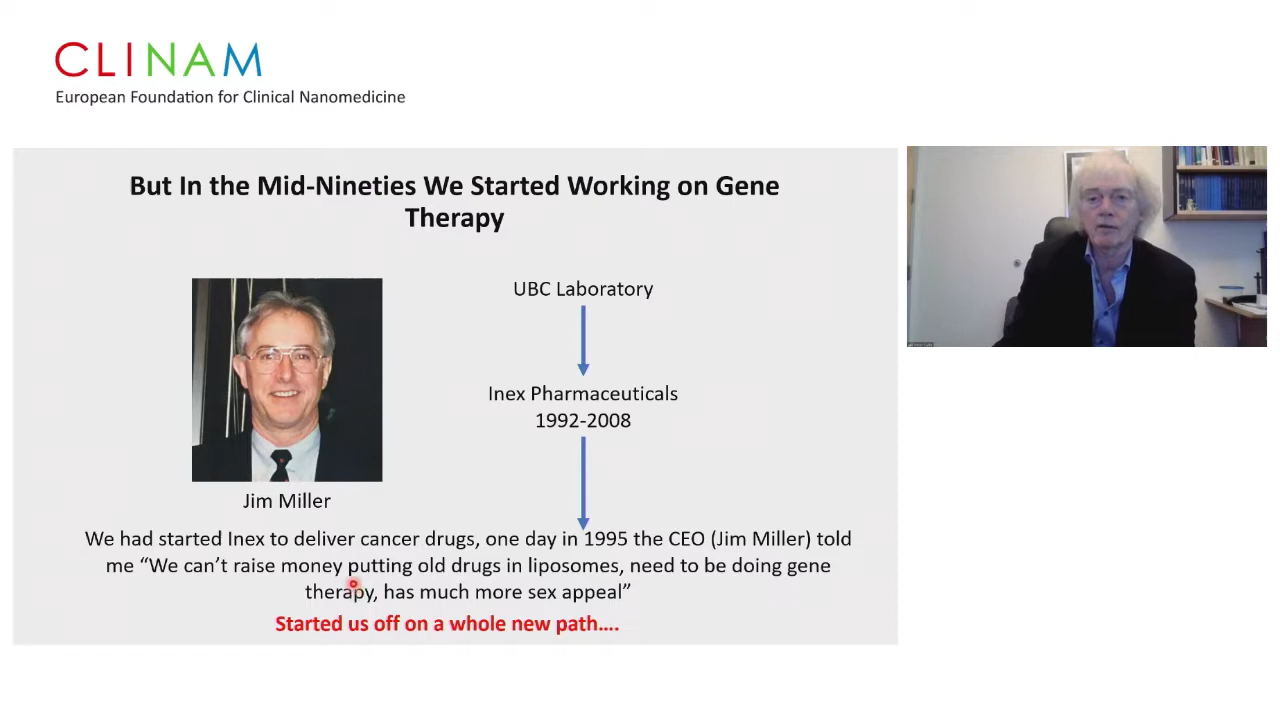 CLINAM
European Foundation for Clinical Nanomedicine
But In the Mid-Nineties We Started Working on Gene
Therapy
UBC Laboratory
Inex Pharmaceuticals
1992-2008
Jim Miller
We had started Inex to deliver cancer drugs, one day in 1995 the CEO (Jim Miller) told
me “We can’t raise money putting old drugs in liposomes, need to be doing gene
therapy, has much more sex appeal”
Started us off on a whole new path….